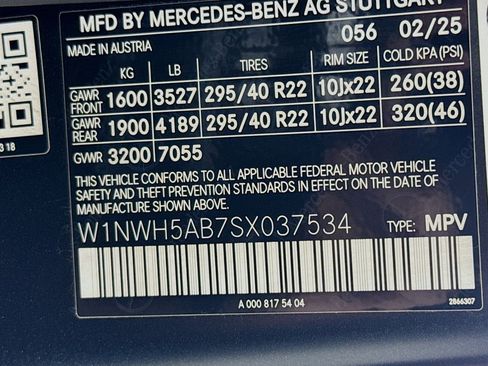 MFD BY MERCEDES-BENZ AG STUTTGART
MADE IN AUSTRIA 056 02/25
KG LB TIRES RIM SIZE COLD KPA(PSI)
GAWR FRONT 1600 3527 295/40 R22 10Jx22 260(38)
GAWR REAR 1900 4189 295/40 R22 10Jx22 320(46)
GVWR 3200 7055
THIS VEHICLE CONFORMS TO ALL APPLICABLE FEDERAL MOTOR VEHICLE
SAFETY AND THEFT PREVENTION STANDARDS IN EFFECT ON THE DATE OF
MANUFACTURE SHOWN ABOVE.
W1NWH5AB7SX037534 TYPE: MPV
A 000 817 54 04
2866307